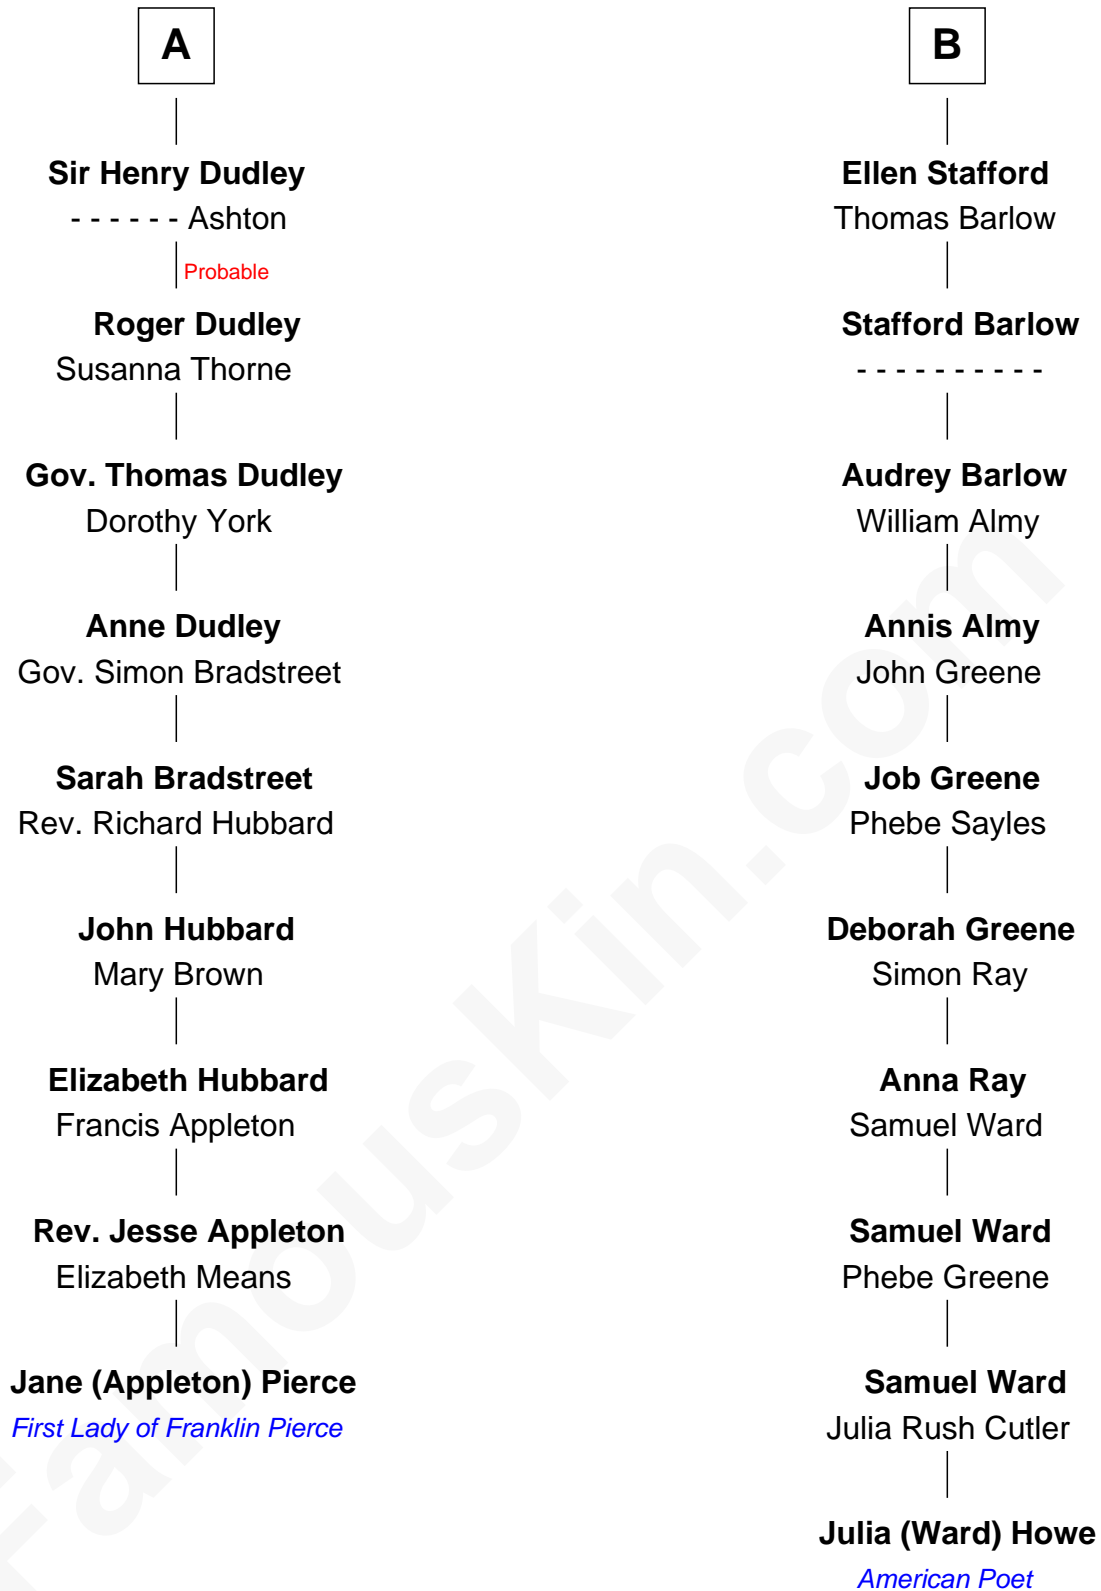 A
Sir Henry Dudley
- - - - - - Ashton
Probable
Roger Dudley
Susanna Thorne
Gov. Thomas Dudley
Dorothy York
Anne Dudley
Gov. Simon Bradstreet
Sarah Bradstreet
Rev. Richard Hubbard
John Hubbard
Mary Brown
Elizabeth Hubbard
Francis Appleton
Rev. Jesse Appleton
Elizabeth Means
Jane (Appleton) Pierce
First Lady of Franklin Pierce
B
Ellen Stafford
Thomas Barlow
Stafford Barlow
- - - - - - - - - -
Audrey Barlow
William Almy
Annis Almy
John Greene
Job Greene
Phebe Sayles
Deborah Greene
Simon Ray
Anna Ray
Samuel Ward
Samuel Ward
Phebe Greene
Samuel Ward
Julia Rush Cutler
Julia (Ward) Howe
American Poet
FamousKin.com